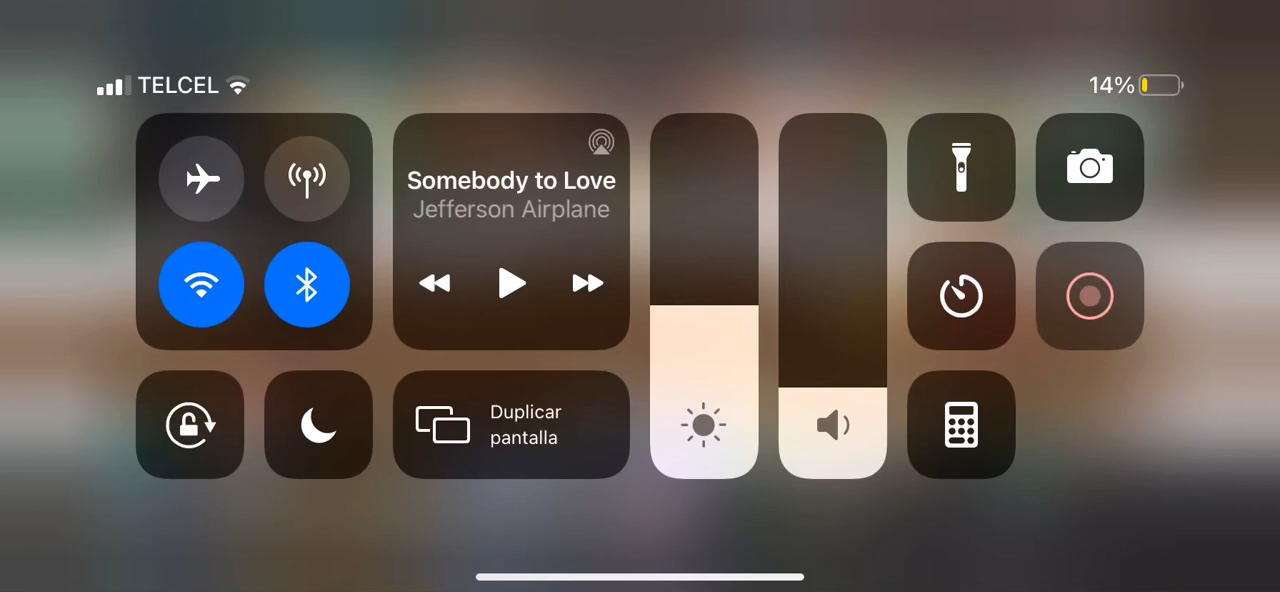 TELCEL
14%
Somebody to Love
Jefferson Airplane
Duplicar
pantalla